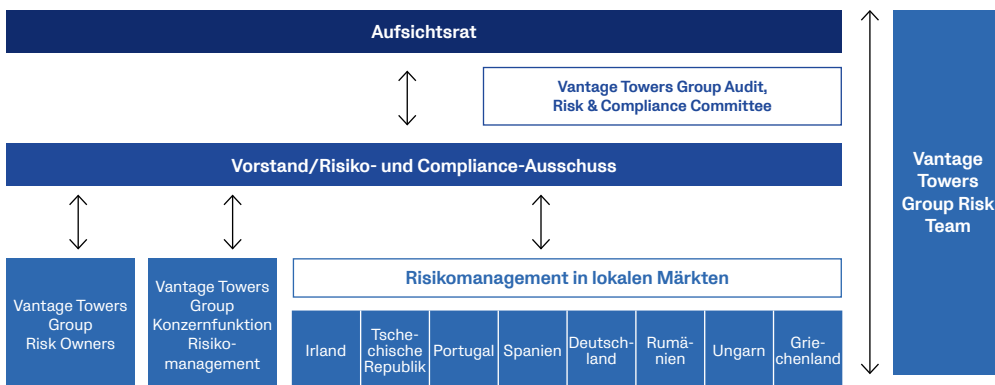 Aufsichtsrat
Vantage Towers Group Audit,
Risk & Compliance Committee
Vorstand/Risiko- und Compliance-Ausschuss
Vantage Towers
Group
Risk Owners
Vantage Towers
Group
Konzernfunktion
Risiko-
management
Risikomanagement in lokalen Märkten
Irland
Tsche-
chische
Republik
Portugal
Spanien
Deutsch-
land
Rumä-
nien
Ungarn
Grie-
chenland
Vantage
Towers
Group Risk
Team